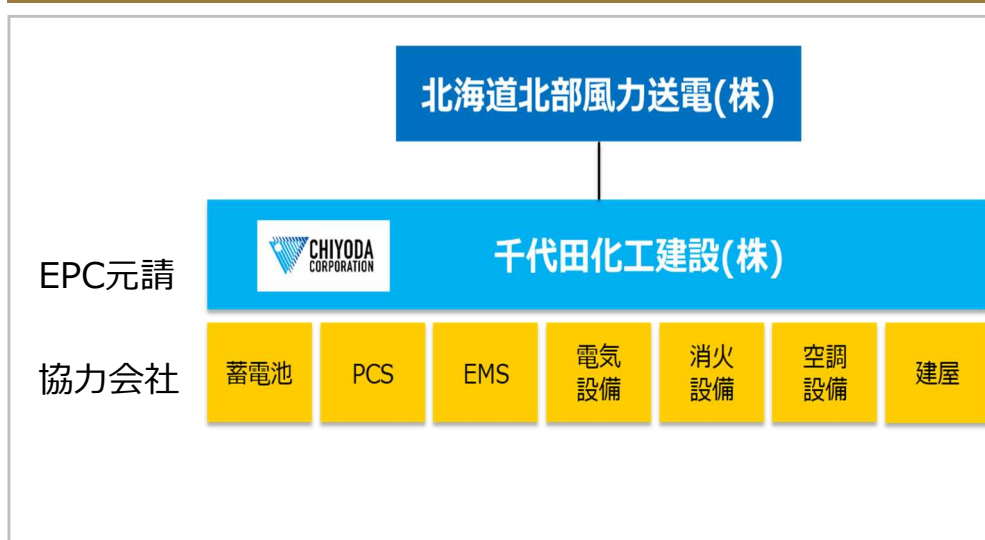 北海道北部風力送電(株)
CHIYODA
CORPORATION
千代田化工建設(株)
EPC元請
協力会社
蓄電池
PCS
EMS
電気
設備
消火
設備
空調
設備
建屋